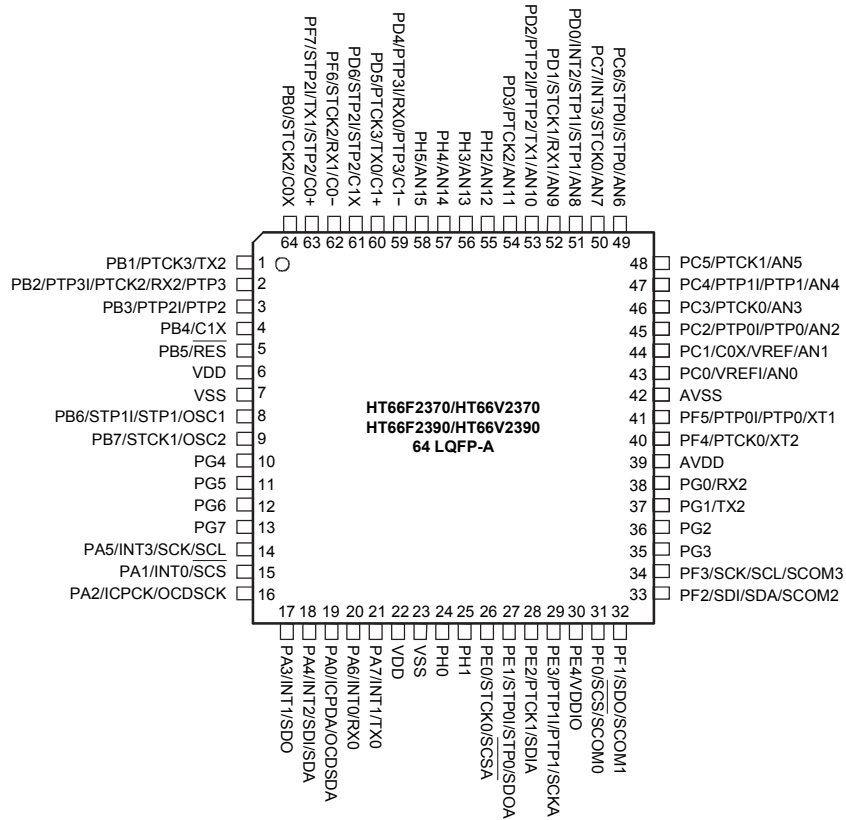 PB0/STCK2/C0X
PF7/STP2I/TX1/STP2/C0+
PF6/STCK2/RX1/C0−
PD6/STP2I/STP2/C1X
PD5/PTCK3/TX0/C1+
PD4/PTP3I/RX0/PTP3/C1−
PH5/AN15
PH4/AN14
PH3/AN13
PH2/AN12
PD3/PTCK2/AN11
PD2/PTP2I/PTP2/TX1/AN10
PD1/STCK1/RX1/AN9
PD0/INT2/STP1I/STP1/AN8
PC7/INT3/STCK0/AN7
PC6/STP0I/STP0/AN6
64 63 62 61 60 59 58 57 56 55 54 53 52 51 50 49
PB1/PTCK3/TX2 1
PB2/PTP3I/PTCK2/RX2/PTP3 2
PB3/PTP2I/PTP2 3
PB4/C1X 4
PB5/RES 5
VDD 6
VSS 7
PB6/STP1I/STP1/OSC1 8
PB7/STCK1/OSC2 9
PG4 10
PG5 11
PG6 12
PG7 13
PA5/INT3/SCK/SCL 14
PA1/INT0/SCS 15
PA2/ICPCK/OCDSCK 16
HT66F2370/HT66V2370
HT66F2390/HT66V2390
64 LQFP-A
48 PC5/PTCK1/AN5
47 PC4/PTP1I/PTP1/AN4
46 PC3/PTCK0/AN3
45 PC2/PTP0I/PTP0/AN2
44 PC1/C0X/VREF/AN1
43 PC0/VREFI/AN0
42 AVSS
41 PF5/PTP0I/PTP0/XT1
40 PF4/PTCK0/XT2
39 AVDD
38 PG0/RX2
37 PG1/TX2
36 PG2
35 PG3
34 PF3/SCK/SCL/SCOM3
33 PF2/SDI/SDA/SCOM2
17 18 19 20 21 22 23 24 25 26 27 28 29 30 31 32
PA3/INT1/SDO
PA4/INT2/SDI/SDA
PA0/ICPDA/OCDSDA
PA6/INT0/RX0
PA7/INT1/TX0
VDD
VSS
PH0
PH1
PE0/STCK0/SCSA
PE1/STP0I/STP0/SDOA
PE2/PTCK1/SDIA
PE3/PTP1I/PTP1/SCKA
PE4/VDDIO
PF0/SCS/SCOM0
PF1/SDO/SCOM1